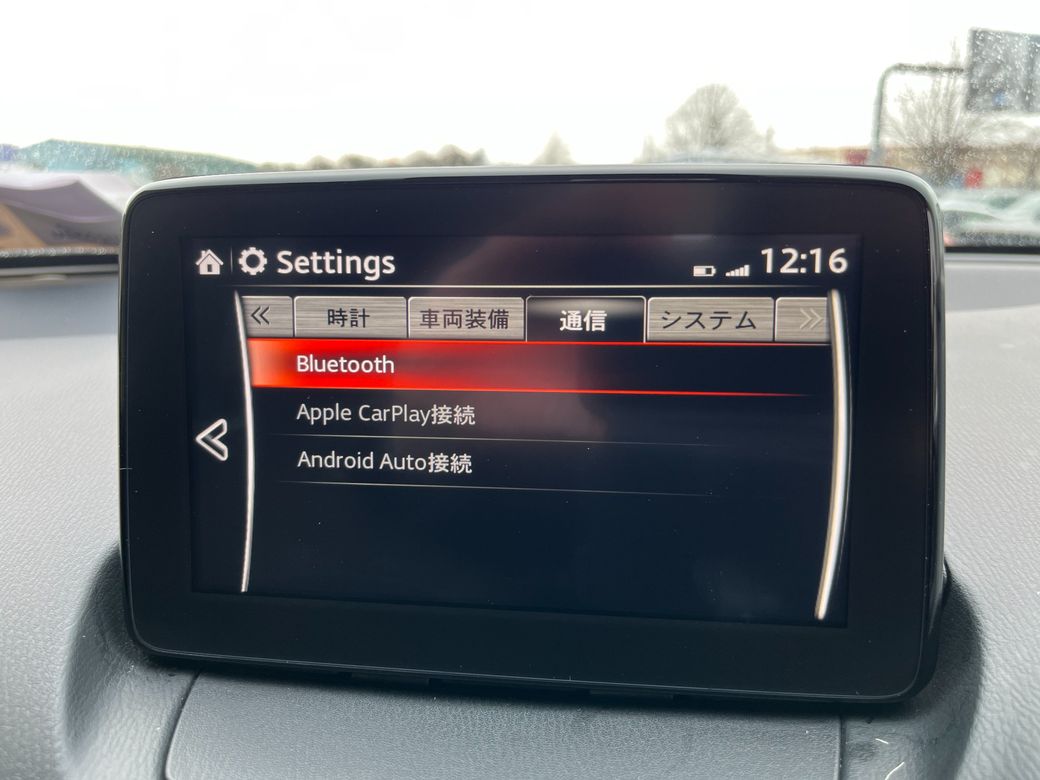 Settings 12:16
« 時計 車両装備 通信 システム »
Bluetooth
Apple CarPlay接続
Android Auto接続